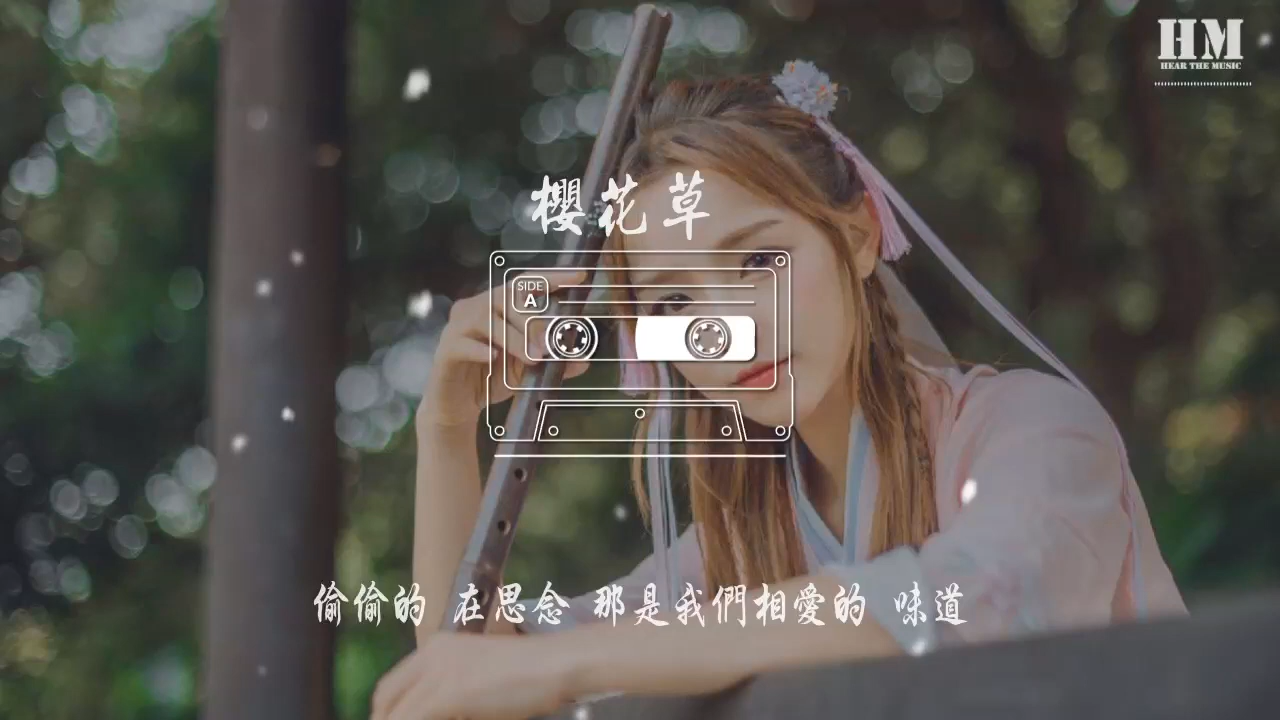 HM
HEAR THE MUSIC
櫻花草
SIDE
A
偷偷的 在思念 那是我們相愛的 味道